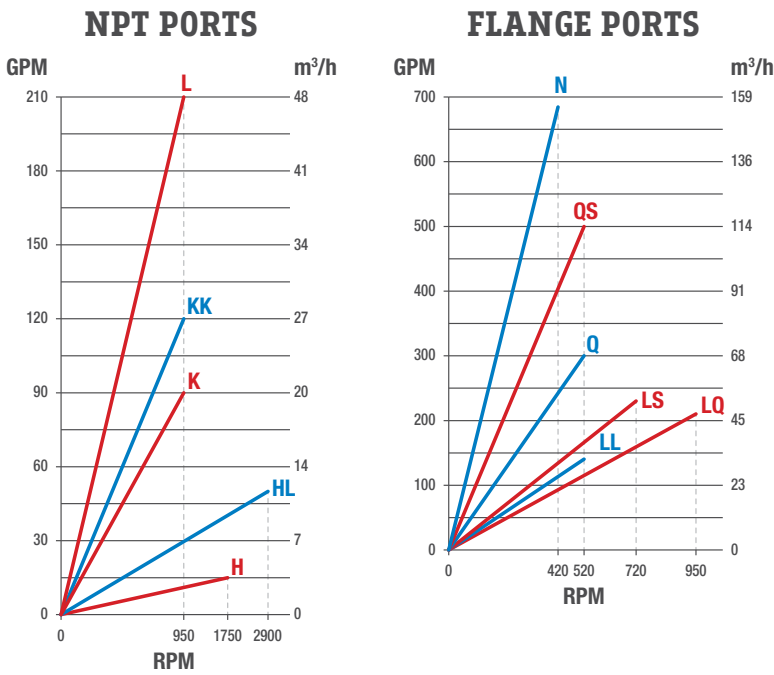 NPT PORTS
GPM
m³/h
L
210
48
180
41
150
34
KK
120
27
K
90
20
60
14
HL
30
7
H
0
0
0
950
1750
2900
RPM
FLANGE PORTS
GPM
m³/h
N
700
159
600
136
QS
500
114
400
91
Q
300
68
LS
LQ
200
45
LL
100
23
0
0
0
420
520
720
950
RPM